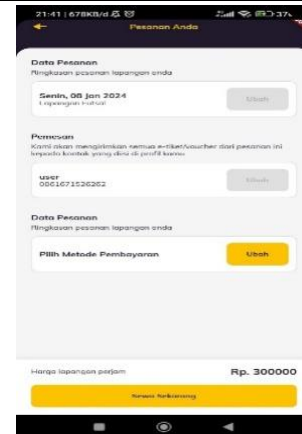 21:41 | 678KB/d
37%
Pesanan Anda
Data Pesanan
Ringkasan pesanan lapangan anda
Senin, 08 Jan 2024
Lapangan Futsal
Ubah
Pemesan
Kami akan mengirimkan semua e-tiket/voucher dari pesanan ini
kepada kontak yang diisi di profil kamu
user
0861671526262
Ubah
Data Pesanan
Ringkasan pesanan lapangan anda
Pilih Metode Pembayaran
Ubah
Harga lapangan perjam
Rp. 300000
Sewa Sekarang